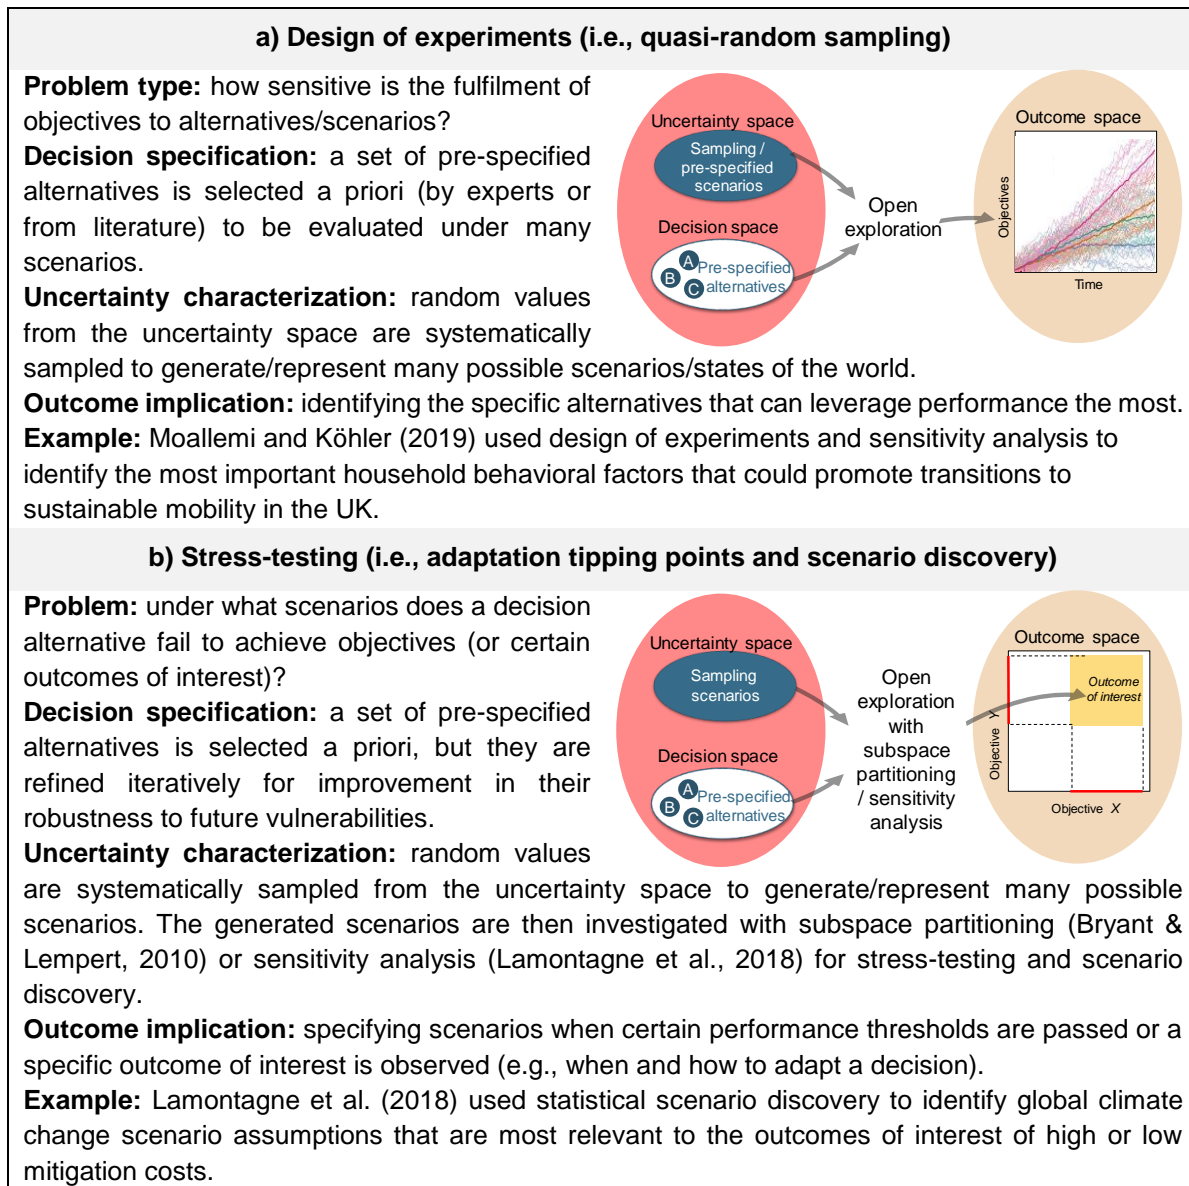 a) Design of experiments (i.e., quasi-random sampling)
Problem type: how sensitive is the fulfilment of
objectives to alternatives/scenarios?
Decision specification: a set of pre-specified
alternatives is selected a priori (by experts or
from literature) to be evaluated under many
scenarios.
Uncertainty characterization: random values
from the uncertainty space are systematically
sampled to generate/represent many possible scenarios/states of the world.
Outcome implication: identifying the specific alternatives that can leverage performance the most.
Example: Moallemi and Köhler (2019) used design of experiments and sensitivity analysis to
identify the most important household behavioral factors that could promote transitions to
sustainable mobility in the UK.
Uncertainty space
Sampling /
pre-specified
scenarios
Decision space
A
B
C
Pre-specified
alternatives
Open
exploration
Outcome space
Objectives
Time
b) Stress-testing (i.e., adaptation tipping points and scenario discovery)
Problem: under what scenarios does a decision
alternative fail to achieve objectives (or certain
outcomes of interest)?
Decision specification: a set of pre-specified
alternatives is selected a priori, but they are
refined iteratively for improvement in their
robustness to future vulnerabilities.
Uncertainty characterization: random values
are systematically sampled from the uncertainty space to generate/represent many possible
scenarios. The generated scenarios are then investigated with subspace partitioning (Bryant &
Lempert, 2010) or sensitivity analysis (Lamontagne et al., 2018) for stress-testing and scenario
discovery.
Outcome implication: specifying scenarios when certain performance thresholds are passed or a
specific outcome of interest is observed (e.g., when and how to adapt a decision).
Example: Lamontagne et al. (2018) used statistical scenario discovery to identify global climate
change scenario assumptions that are most relevant to the outcomes of interest of high or low
mitigation costs.
Uncertainty space
Sampling
scenarios
Decision space
A
B
C
Pre-specified
alternatives
Open
exploration
with
subspace
partitioning
/ sensitivity
analysis
Outcome space
Outcome
of interest
Objective Y
Objective X